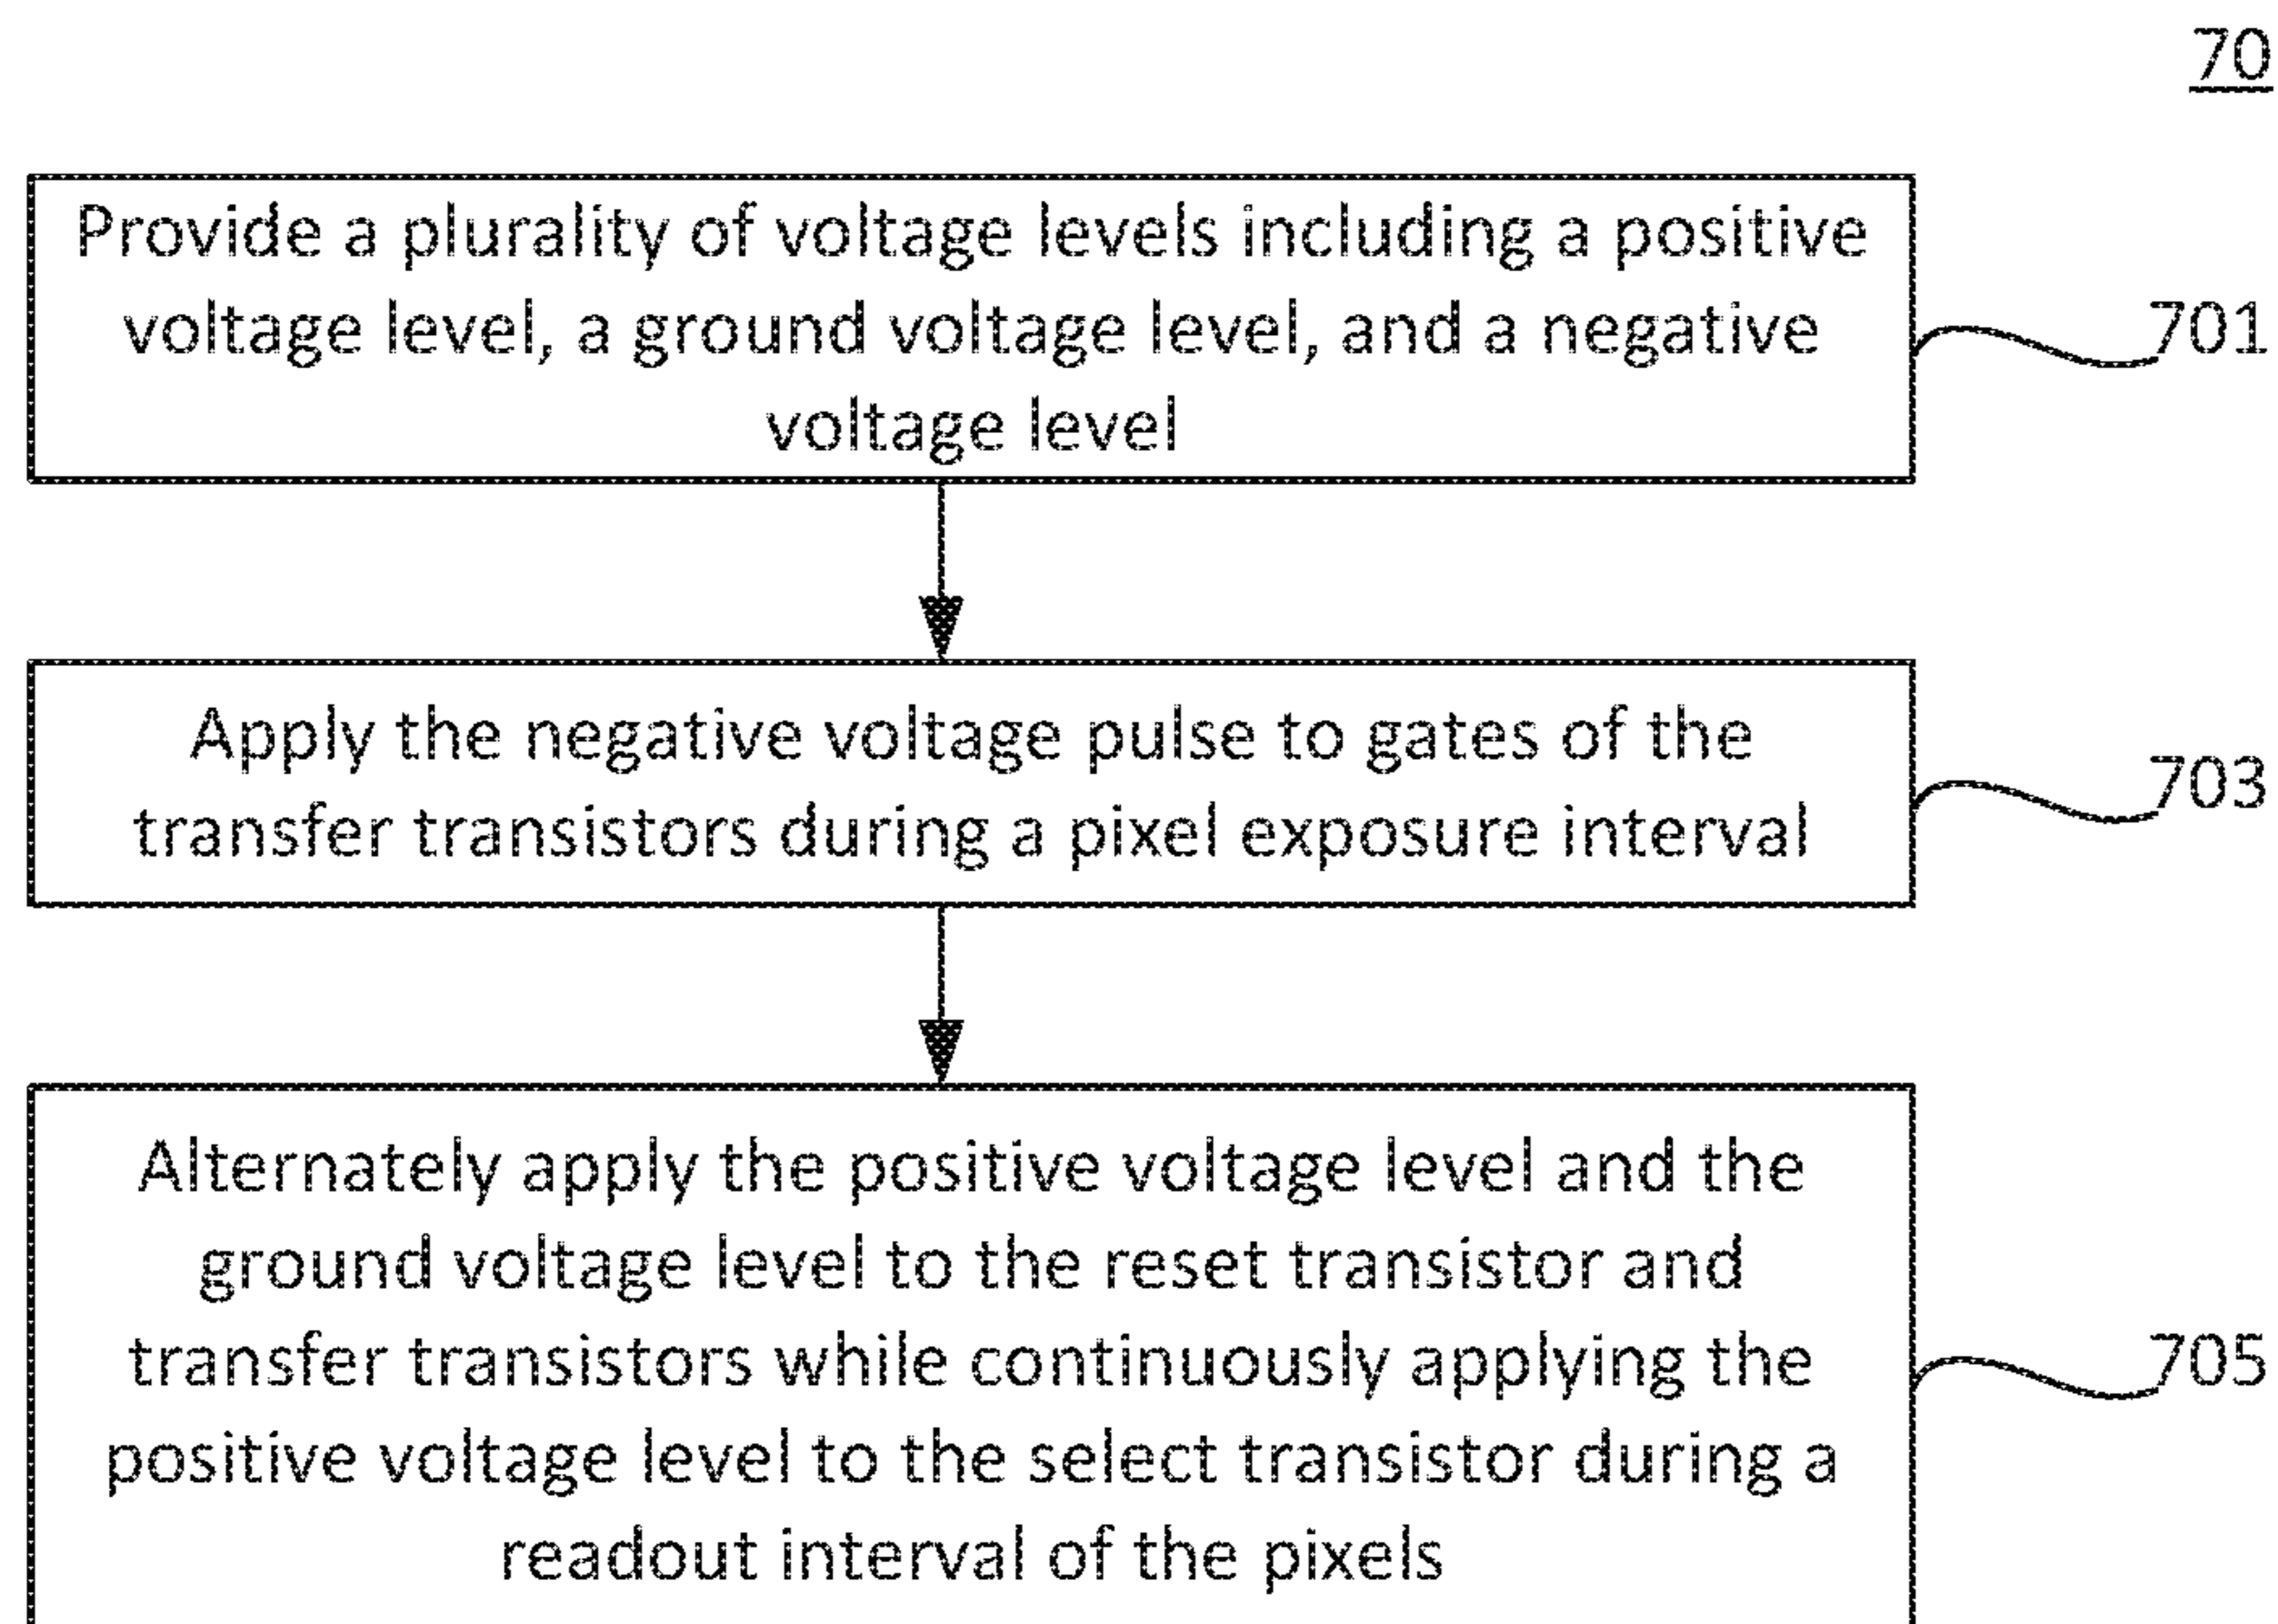 70
Provide a plurality of voltage levels including a positive
voltage level, a ground voltage level, and a negative
voltage level
701
Apply the negative voltage pulse to gates of the
transfer transistors during a pixel exposure interval
703
Alternately apply the positive voltage level and the
ground voltage level to the reset transistor and
transfer transistors while continuously applying the
positive voltage level to the select transistor during a
readout interval of the pixels
705